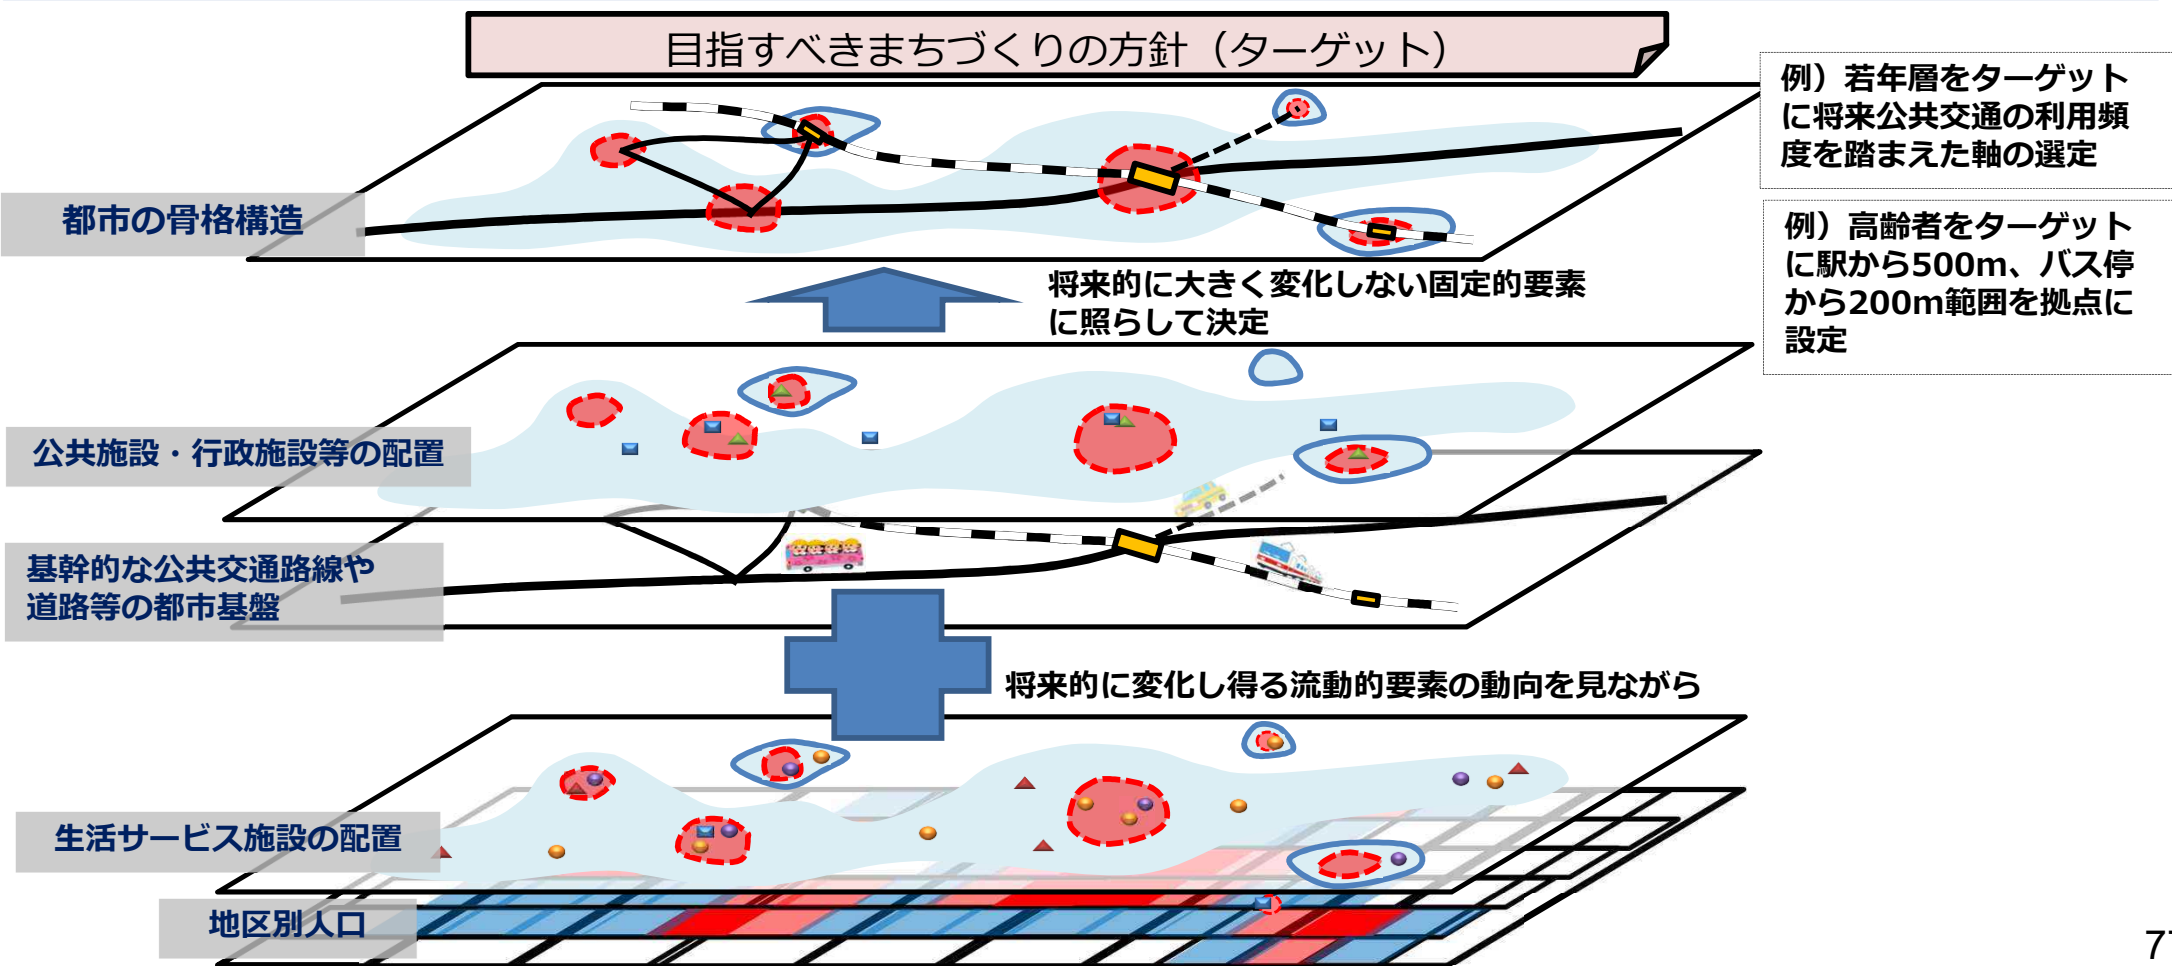 目指すべきまちづくりの方針（ターゲット）
例）若年層をターゲット
に将来公共交通の利用頻
度を踏まえた軸の選定
都市の骨格構造
例）高齢者をターゲット
に駅から500m、バス停
から200m範囲を拠点に
設定
将来的に大きく変化しない固定的要素
に照らして決定
公共施設・行政施設等の配置
基幹的な公共交通路線や
道路等の都市基盤
将来的に変化し得る流動的要素の動向を見ながら
生活サービス施設の配置
地区別人口
77